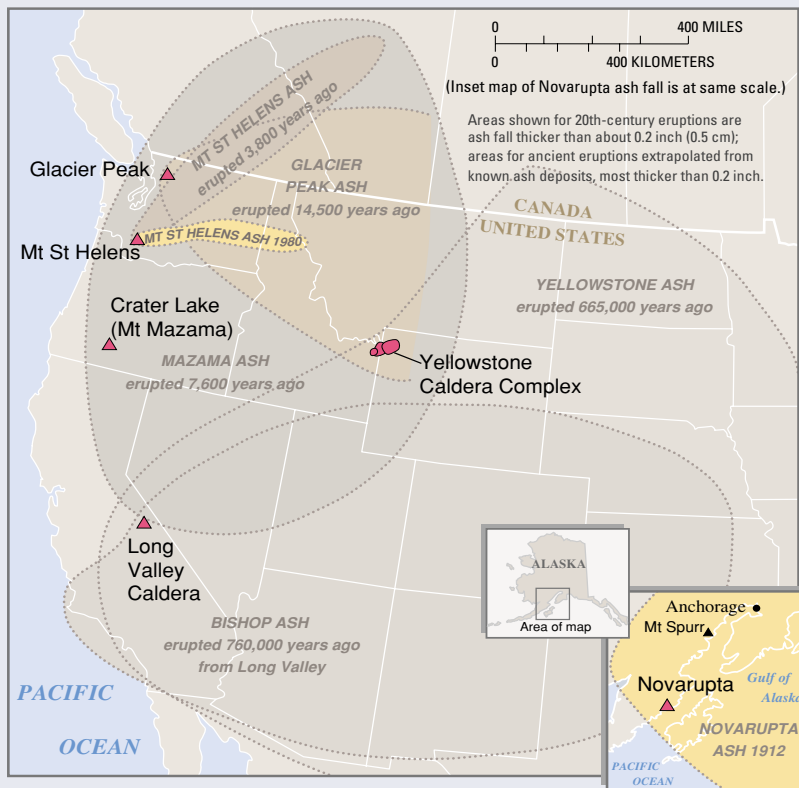 0 400 MILES
0 400 KILOMETERS
(Inset map of Novarupta ash fall is at same scale.)
Areas shown for 20th-century eruptions are
ash fall thicker than about 0.2 inch (0.5 cm);
areas for ancient eruptions extrapolated from
known ash deposits, most thicker than 0.2 inch.
MT ST HELENS ASH
erupted 3,800 years ago
Glacier Peak
GLACIER
PEAK ASH
erupted 14,500 years ago
CANADA
UNITED STATES
Mt St Helens
MT ST HELENS ASH 1980
YELLOWSTONE ASH
erupted 665,000 years ago
Crater Lake
(Mt Mazama)
MAZAMA ASH
erupted 7,600 years ago
Yellowstone
Caldera Complex
Long
Valley
Caldera
BISHOP ASH
erupted 760,000 years ago
from Long Valley
ALASKA
Area of map
PACIFIC
OCEAN
Anchorage
Mt Spurr
Novarupta
Gulf of
Alaska
NOVARUPTA
ASH 1912
PACIFIC
OCEAN